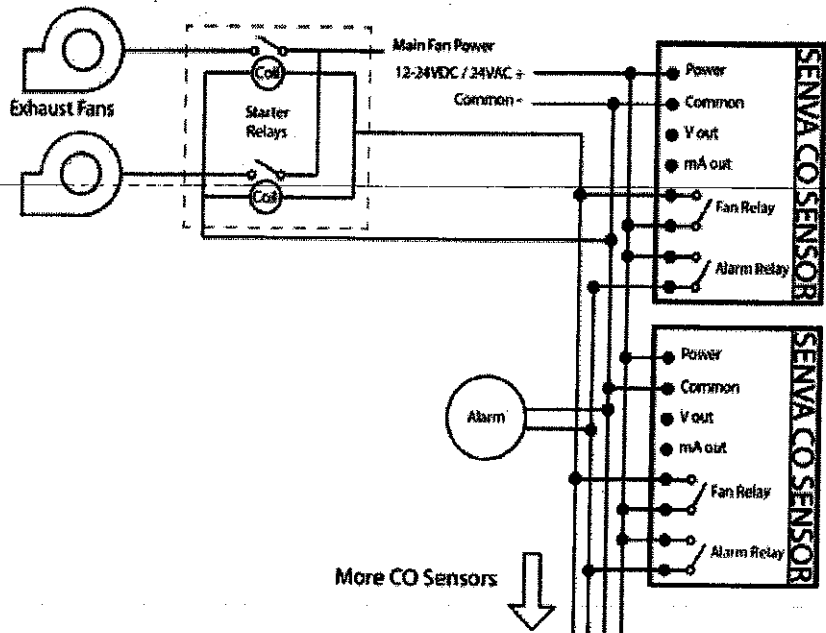 Main Fan Power
12-24VDC / 24VAC +
Common -
Exhaust Fans
Coil
Starter
Relays
Coil
Power
Common
V out
mA out
Fan Relay
Alarm Relay
SENVA CO SENSOR
Alarm
Power
Common
V out
mA out
Fan Relay
Alarm Relay
SENVA CO SENSOR
More CO Sensors